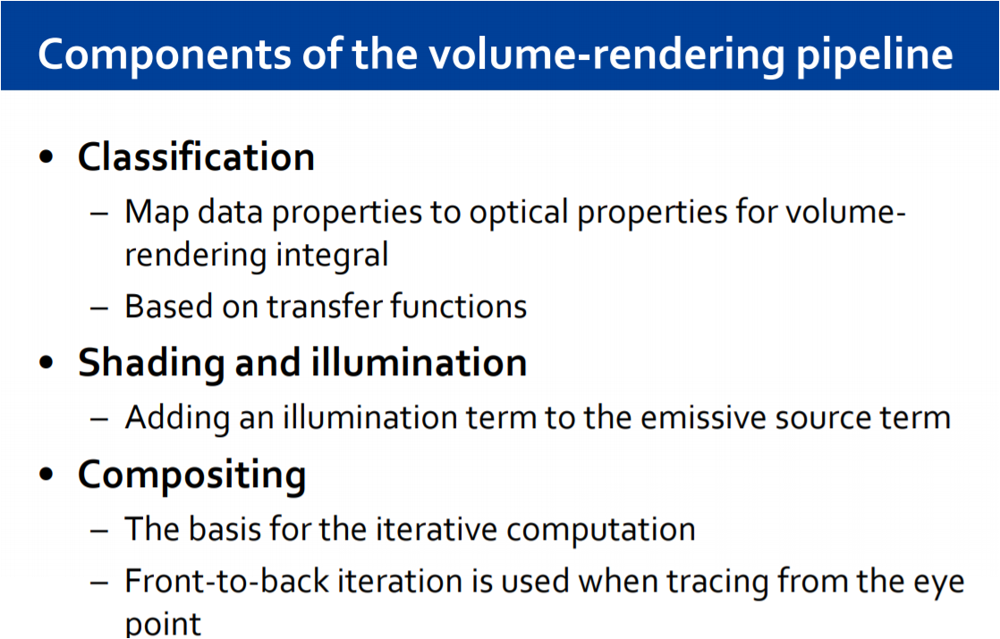 Components of the volume-rendering pipeline
• Classification
– Map data properties to optical properties for volume-
rendering integral
– Based on transfer functions
• Shading and illumination
– Adding an illumination term to the emissive source term
• Compositing
– The basis for the iterative computation
– Front-to-back iteration is used when tracing from the eye
point